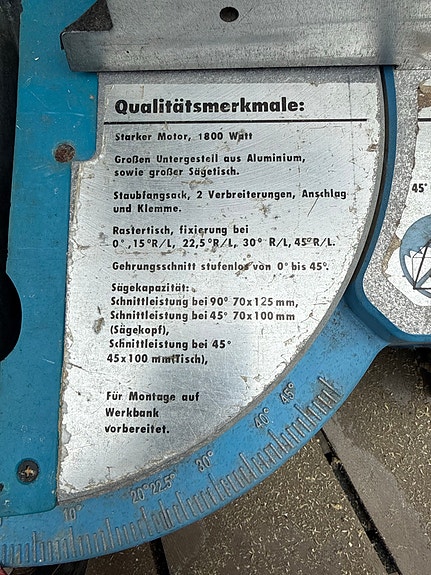 Qualitätsmerkmale:
Starker Motor, 1800 Watt
Großen Untergestell aus Aluminium,
sowie großer Sägetisch.
Staubfangsack, 2 Verbreiterungen, Anschlag
und Klemme.
Rastertisch, fixierung bei
0°,15°R/L, 22,5°R/L, 30° R/L,45°R/L.
Gehrungsschnitt stufenlos von 0° bis 45°.
Sägekapazität:
Schnittleistung bei 90° 70x125 mm,
Schnittleistung bei 45° 70x100 mm
(Sägekopf),
Schnittleistung bei 45°
45x100 mm(Tisch),
Für Montage auf
Werkbank
vorbereitet.
45°
10° 20° 22.5° 30° 40° 45°